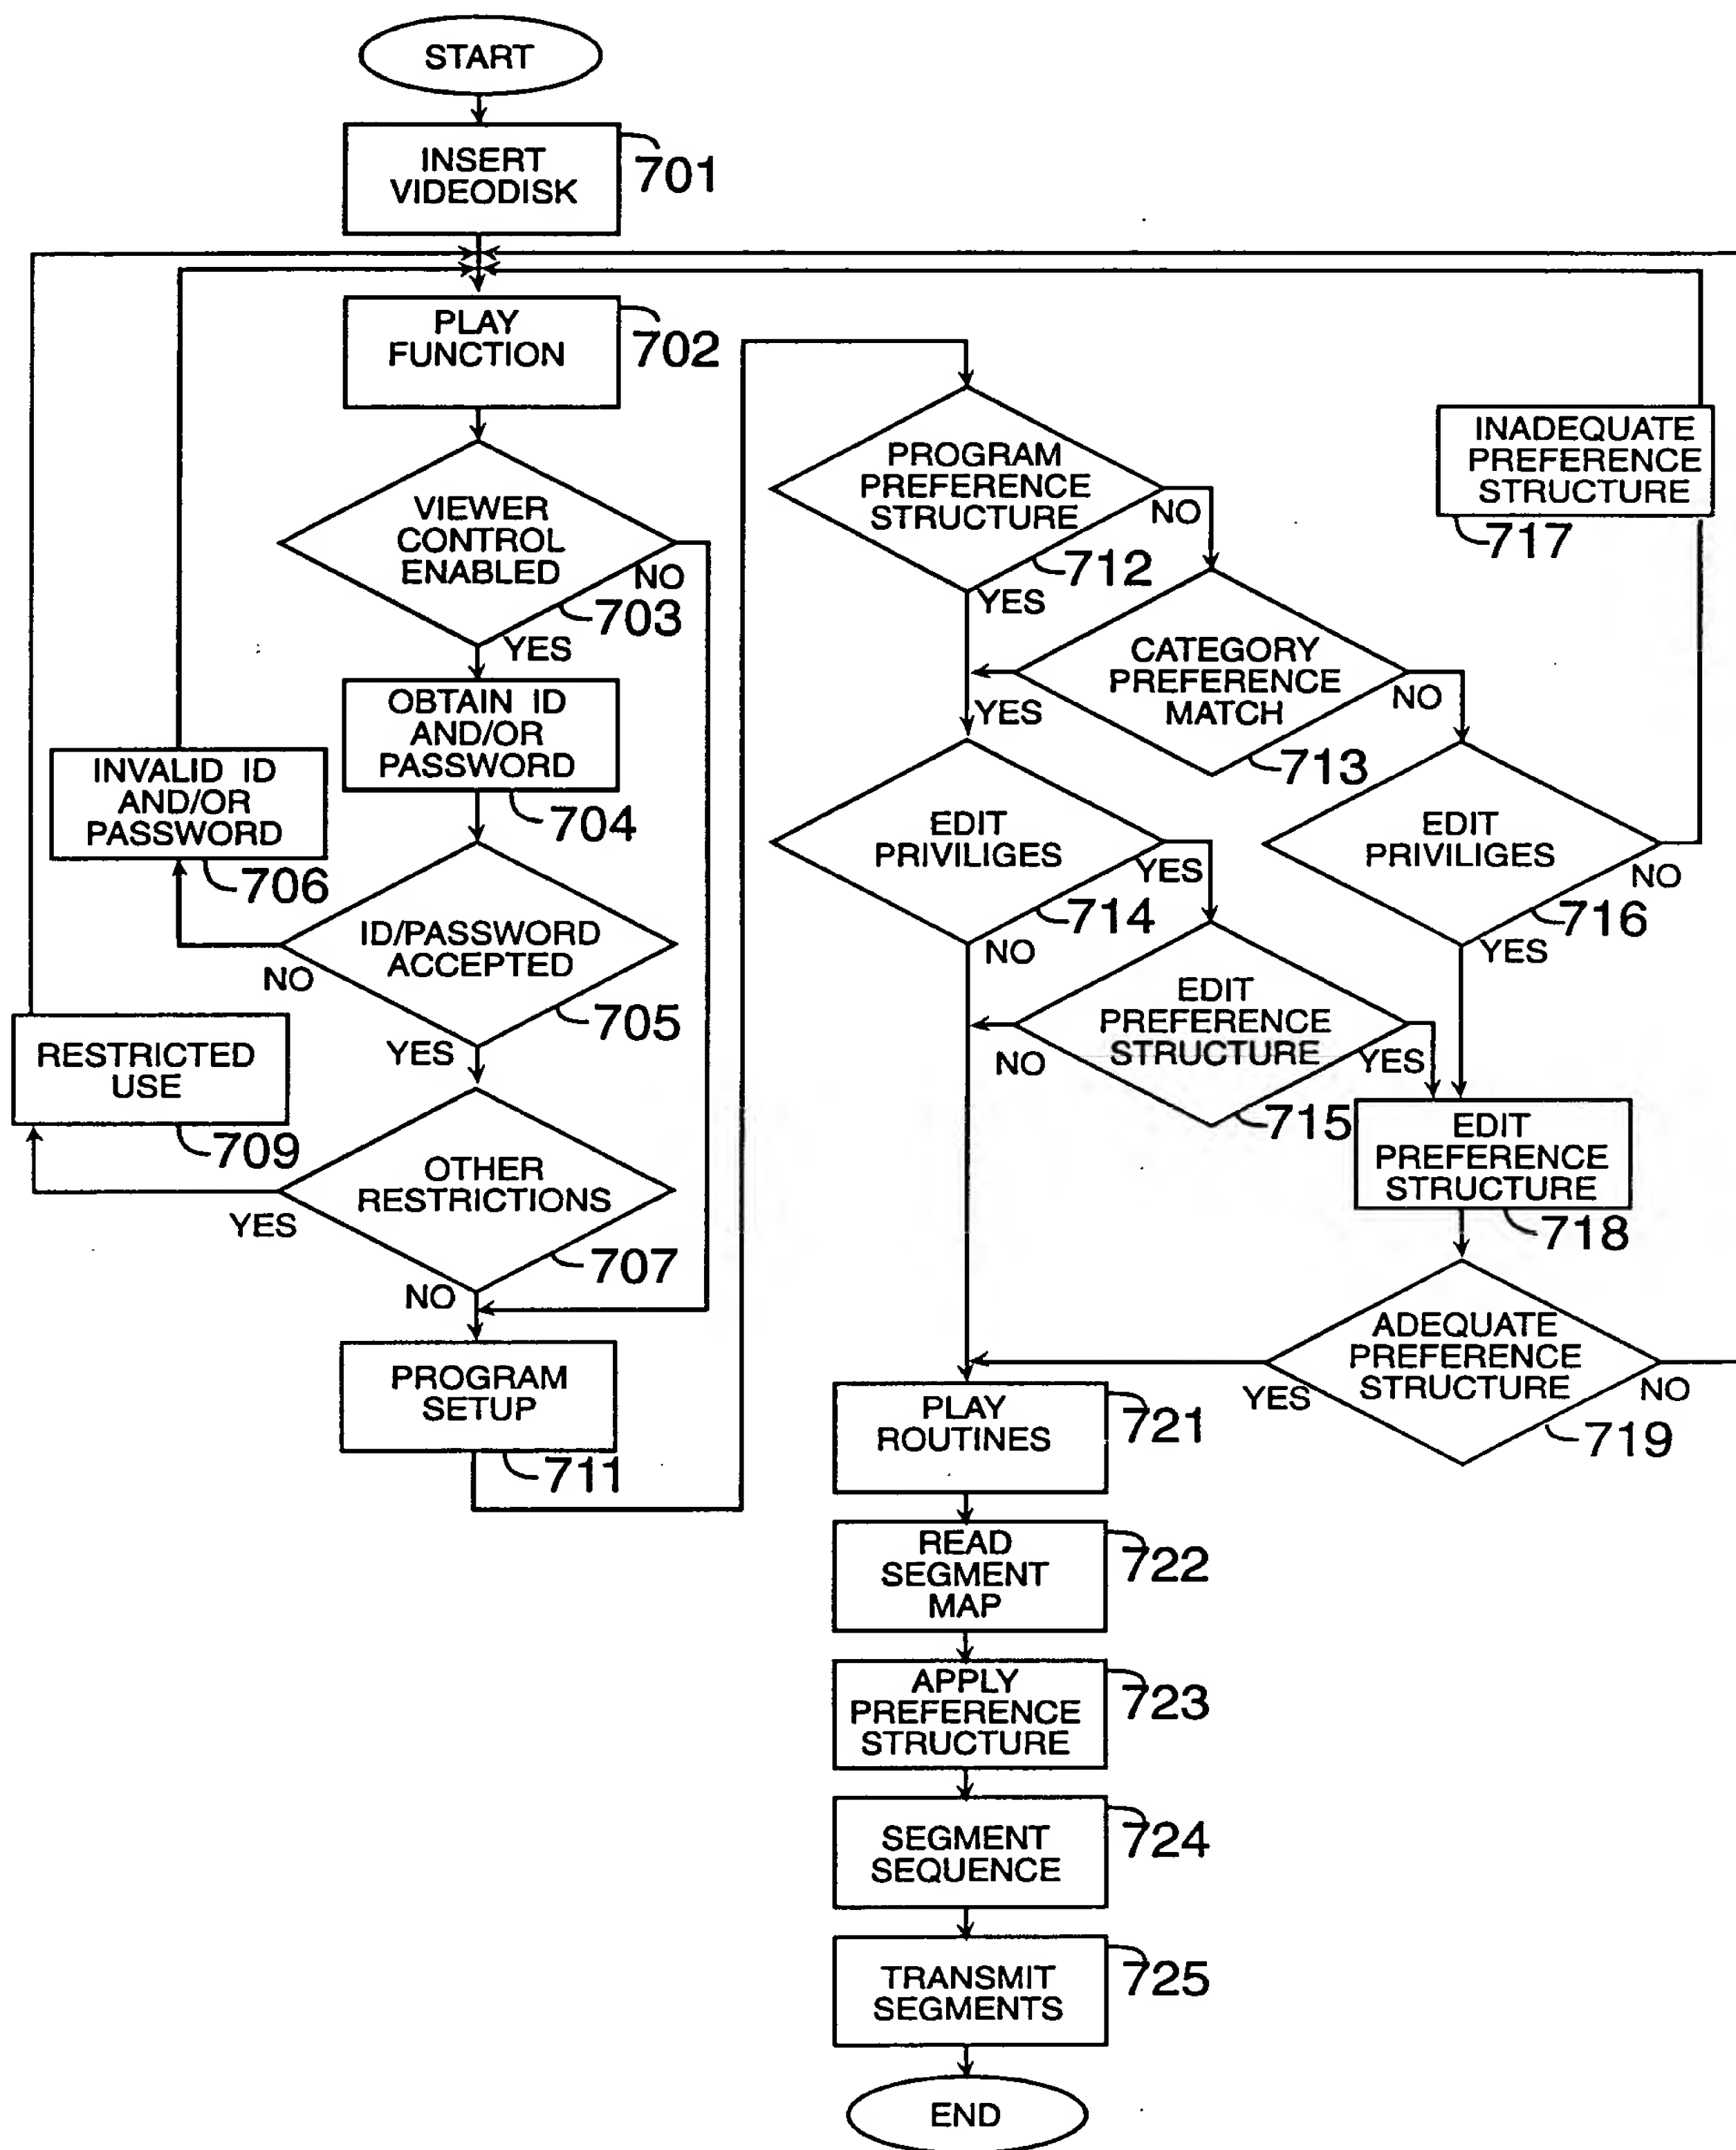 START
INSERT
VIDEODISK
701
PLAY
FUNCTION
702
VIEWER
CONTROL
ENABLED
NO
703
YES
OBTAIN ID
AND/OR
PASSWORD
704
INVALID ID
AND/OR
PASSWORD
706
ID/PASSWORD
ACCEPTED
NO
705
YES
RESTRICTED
USE
709
OTHER
RESTRICTIONS
YES
707
NO
PROGRAM
SETUP
711
PROGRAM
PREFERENCE
STRUCTURE
NO
712
YES
INADEQUATE
PREFERENCE
STRUCTURE
717
CATEGORY
PREFERENCE
MATCH
NO
YES
713
EDIT
PRIVILIGES
YES
714
NO
EDIT
PRIVILIGES
NO
716
YES
EDIT
PREFERENCE
STRUCTURE
NO
YES
715
EDIT
PREFERENCE
STRUCTURE
718
ADEQUATE
PREFERENCE
STRUCTURE
YES
NO
719
PLAY
ROUTINES
721
READ
SEGMENT
MAP
722
APPLY
PREFERENCE
STRUCTURE
723
SEGMENT
SEQUENCE
724
TRANSMIT
SEGMENTS
725
END